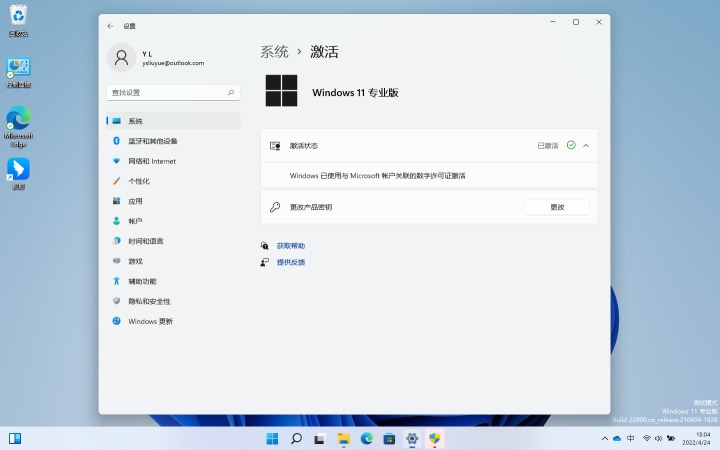 回收站
控制面板
Microsoft
Edge
设置
Y L
ysliuyue@outlook.com
查找设置
系统
蓝牙和其他设备
网络和 Internet
个性化
应用
帐户
时间和语言
游戏
辅助功能
隐私和安全性
Windows 更新
系统 › 激活
Windows 11 专业版
激活状态
已激活
Windows 已使用与 Microsoft 帐户关联的数字许可证激活
更改产品密钥
更改
获取帮助
提供反馈
测试模式
Windows 11 专业版
Build 22000.co_release.210604-1628
中
15:04
2022/4/24